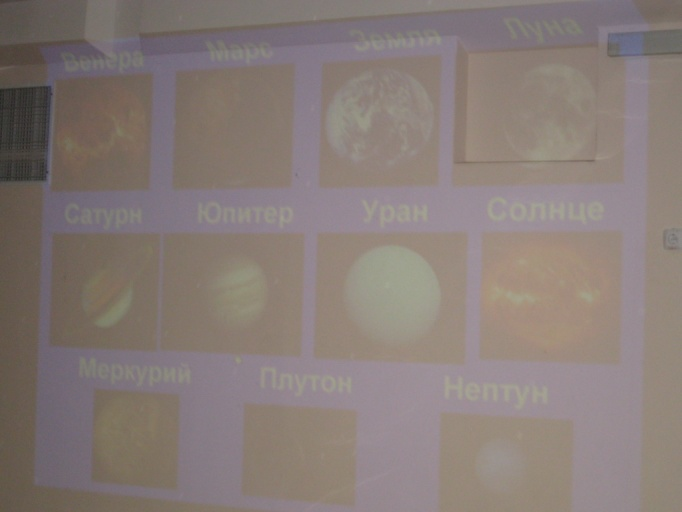 Венера Марс Земля Луна
Сатурн Юпитер Уран Солнце
Меркурий Плутон Нептун